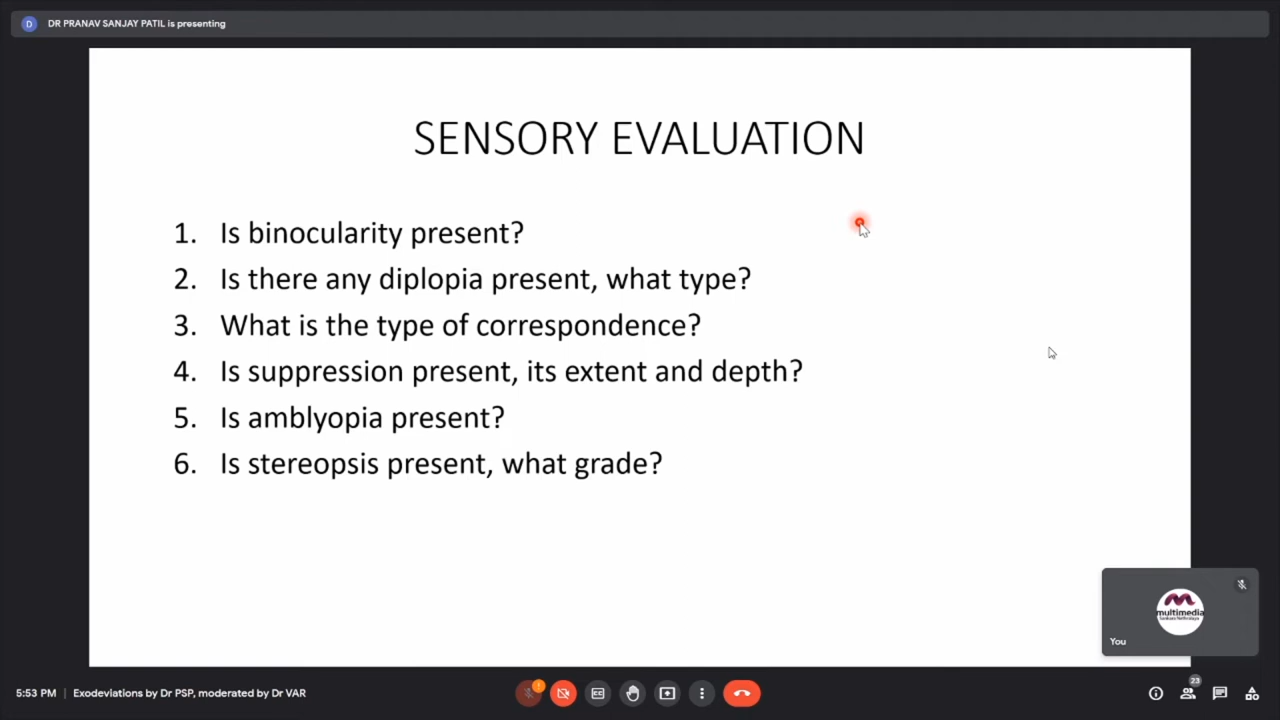 D DR PRANAV SANJAY PATIL is presenting
SENSORY EVALUATION
1. Is binocularity present?
2. Is there any diplopia present, what type?
3. What is the type of correspondence?
4. Is suppression present, its extent and depth?
5. Is amblyopia present?
6. Is stereopsis present, what grade?
multimedia
Sankara Nethralaya
You
5:53 PM | Exodeviations by Dr PSP, moderated by Dr VAR
!
CC
23